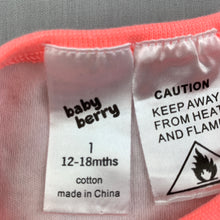 baby
berry
1
12-18mths
cotton
made in China
CAUTION
KEEP AWAY
FROM HEAT
AND FLAME